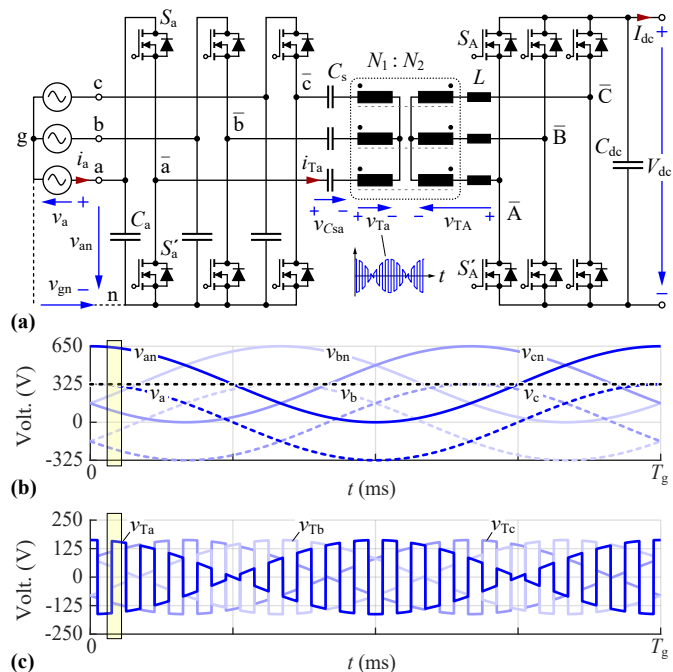 S_a
S_A
I_dc
N_1 : N_2
C_s
L
c
c̄
C̄
b
b̄
B̄
g
C_dc
V_dc
i_a
a
ā
i_Ta
v_a
C_a
v_Csa
v_Ta
v_TA
Ā
v_an
S′_a
S′_A
t
v_gn
n
(a)
650
325
0
-325
Volt. (V)
v_an
v_bn
v_cn
v_a
v_b
v_c
0
t (ms)
T_g
(b)
250
125
0
-125
-250
Volt. (V)
v_Ta
v_Tb
v_Tc
0
t (ms)
T_g
(c)